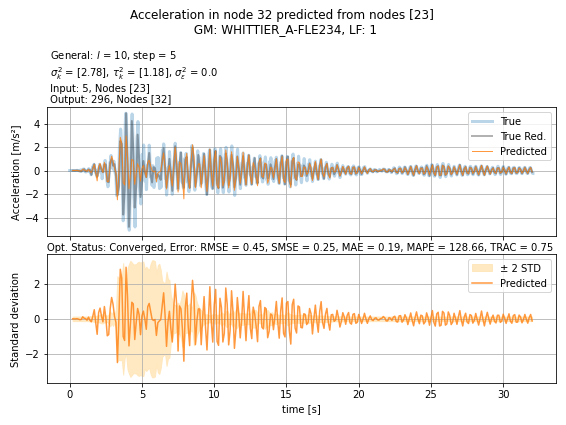 Acceleration in node 32 predicted from nodes [23]
GM: WHITTIER_A-FLE234, LF: 1
General: l = 10, step = 5
σ²ₖ = [2.78], τ²ₖ = [1.18], σ²ε = 0.0
Input: 5, Nodes [23]
Output: 296, Nodes [32]
Acceleration [m/s²]
4
2
0
−2
−4
True
True Red.
Predicted
Opt. Status: Converged, Error: RMSE = 0.45, SMSE = 0.25, MAE = 0.19, MAPE = 128.66, TRAC = 0.75
Standard deviation
2
0
−2
± 2 STD
Predicted
0 5 10 15 20 25 30
time [s]